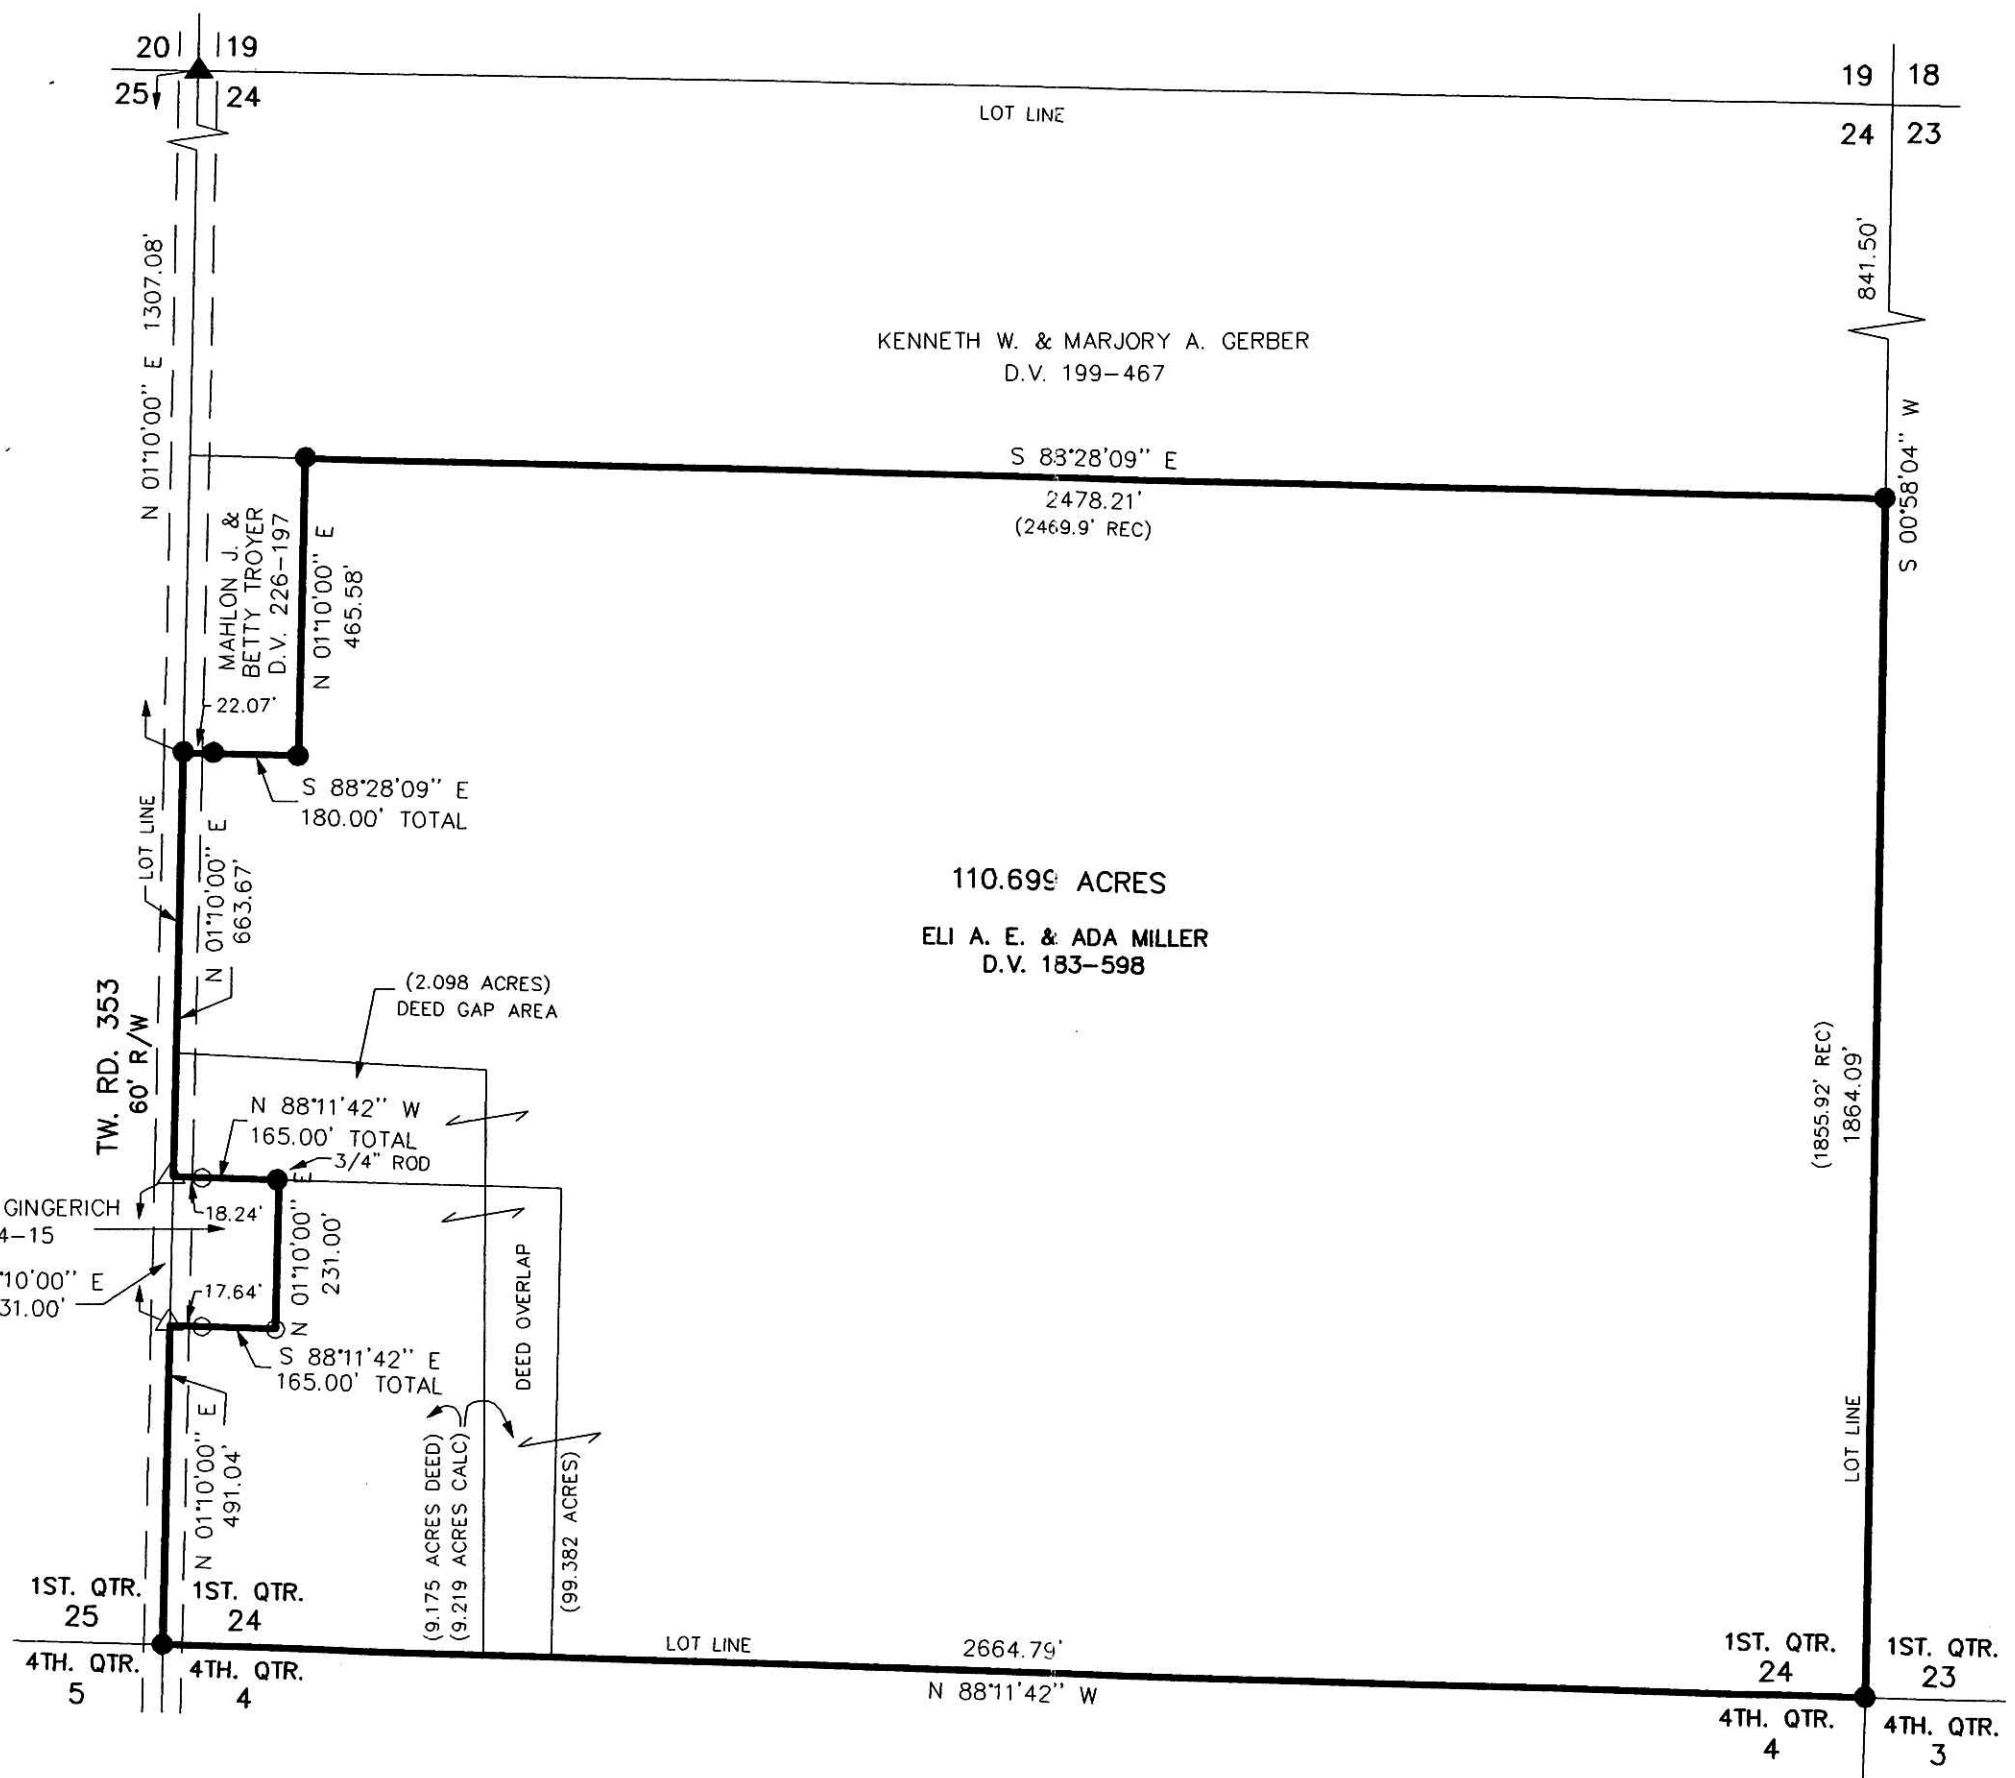 20 19
25 24
19 18
24 23
LOT LINE
N 01°10'00" E 1307.08'
841.50'
KENNETH W. & MARJORY A. GERBER
D.V. 199-467
S 00°58'04" W
S 88°28'09" E
2478.21'
(2469.9' REC)
MAHLON J. &
BETTY TROYER
D.V. 226-197
N 01°10'00" E
465.58'
22.07'
S 88°28'09" E
180.00' TOTAL
LOT LINE
N 01°10'00" E
663.67'
110.699 ACRES
ELI A. E. & ADA MILLER
D.V. 183-598
(2.098 ACRES)
DEED GAP AREA
TW. RD. 353
60' R/W
(1855.92' REC)
1864.09'
N 88°11'42" W
165.00' TOTAL
3/4" ROD
GINGERICH
4-15
18.24'
N 01°10'00" E
231.00'
°10'00" E
31.00'
17.64'
DEED OVERLAP
S 88°11'42" E
165.00' TOTAL
N 01°10'00" E
491.04'
(9.175 ACRES DEED)
(9.219 ACRES CALC)
(99.382 ACRES)
LOT LINE
1ST. QTR.
25
1ST. QTR.
24
4TH. QTR.
5
4TH. QTR.
4
LOT LINE
2664.79'
N 88°11'42" W
1ST. QTR.
24
1ST. QTR.
23
4TH. QTR.
4
4TH. QTR.
3